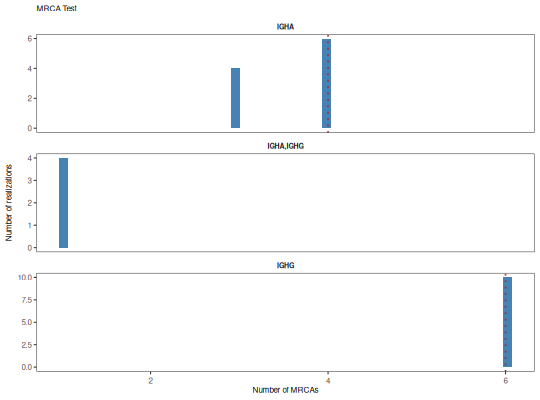 MRCA Test
IGHA
6
4
2
0
IGHA,IGHG
4
3
2
1
0
Number of realizations
IGHG
10.0
7.5
5.0
2.5
0.0
2 4 6
Number of MRCAs